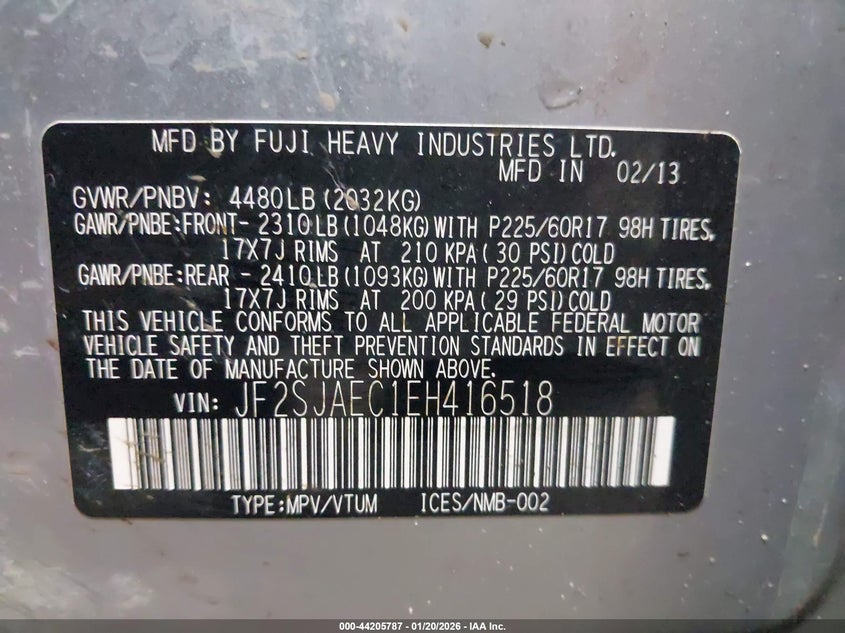 MFD BY FUJI HEAVY INDUSTRIES LTD.
MFD IN 02/13
GVWR/PNBV: 4480LB(2032KG)
GAWR/PNBE:FRONT- 2310LB(1048KG)WITH P225/60R17 98H TIRES,
17X7J RIMS AT 210 KPA( 30 PSI)COLD
GAWR/PNBE:REAR - 2410LB(1093KG)WITH P225/60R17 98H TIRES,
17X7J RIMS AT 200 KPA( 29 PSI)COLD
THIS VEHICLE CONFORMS TO ALL APPLICABLE FEDERAL MOTOR
VEHICLE SAFETY AND THEFT PREVENTION STANDARDS IN EFFECT ON
THE DATE OF MANUFACTURE SHOWN ABOVE.
VIN: JF2SJAEC1EH416518
TYPE:MPV/VTUM ICES/NMB-002
000-44205787 - 01/20/2026 - IAA Inc.